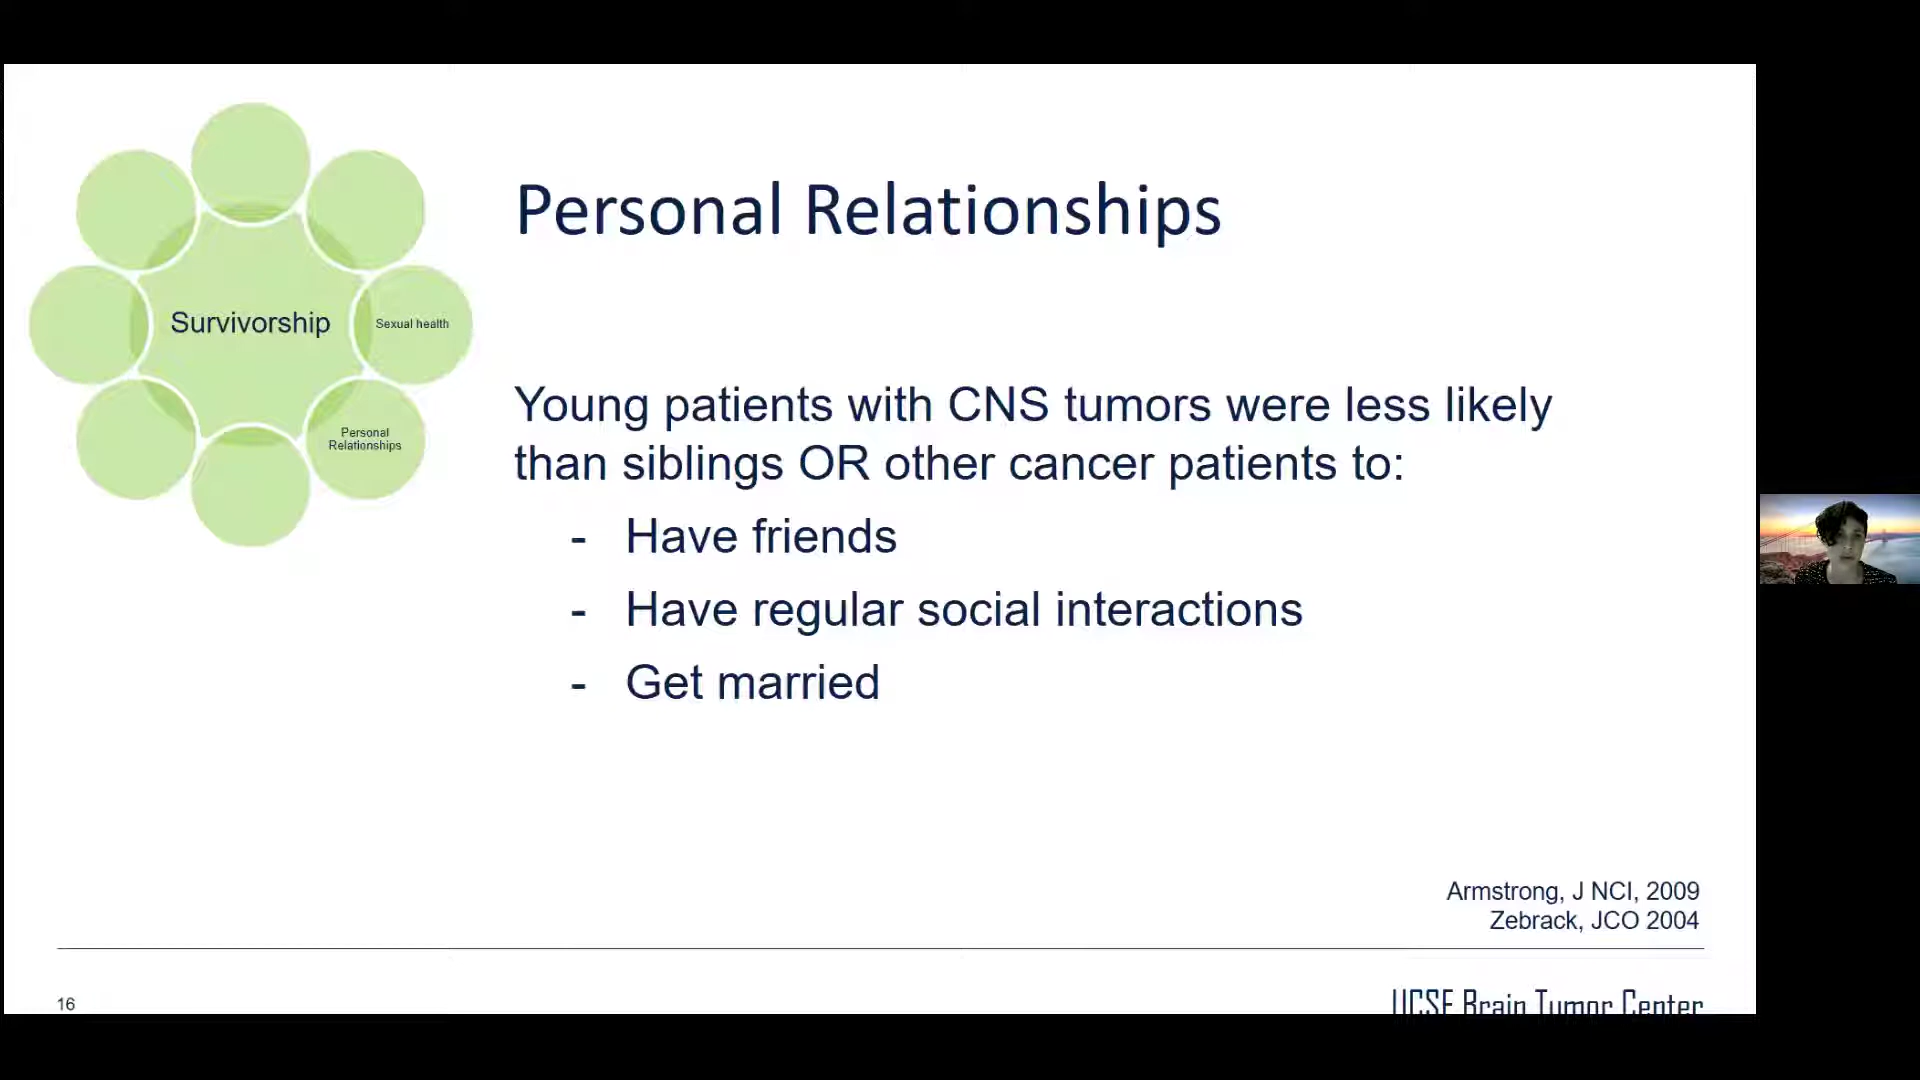 Personal Relationships
Survivorship
Sexual health
Personal
Relationships
Young patients with CNS tumors were less likely
than siblings OR other cancer patients to:
- Have friends
- Have regular social interactions
- Get married
Armstrong, J NCI, 2009
Zebrack, JCO 2004
16
UCSF Brain Tumor Center